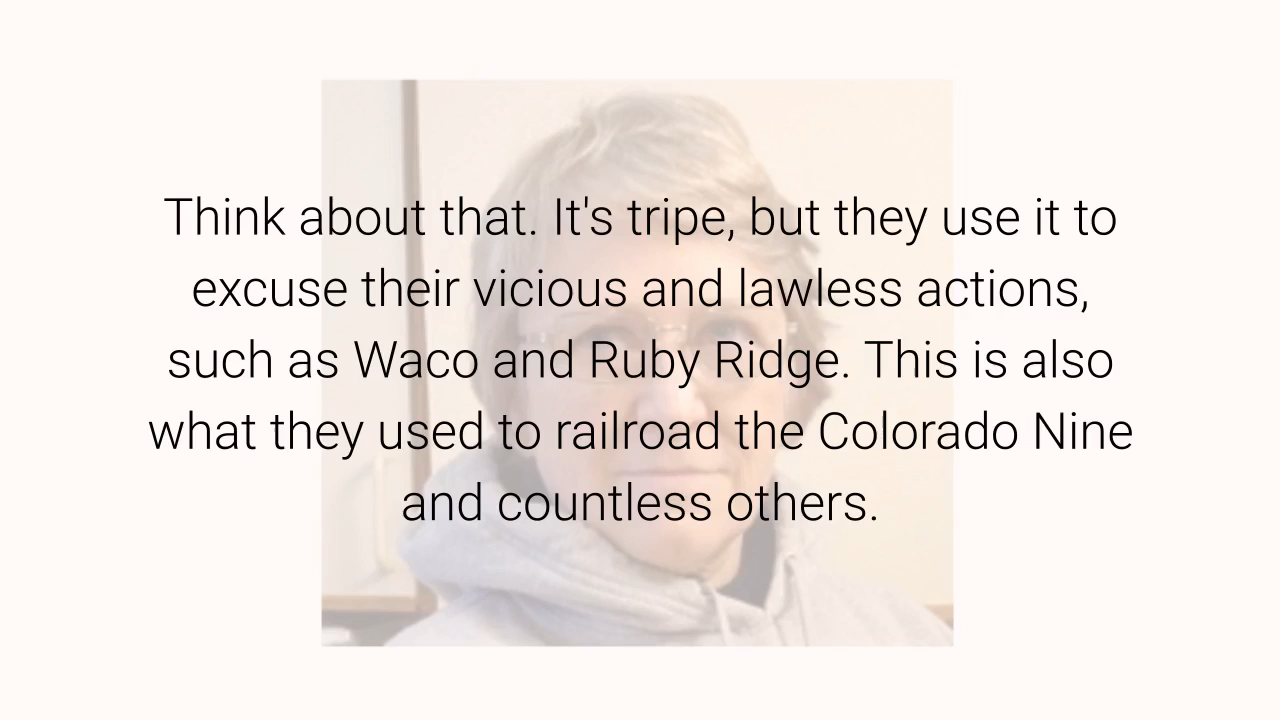 Think about that. It's tripe, but they use it to
excuse their vicious and lawless actions,
such as Waco and Ruby Ridge. This is also
what they used to railroad the Colorado Nine
and countless others.